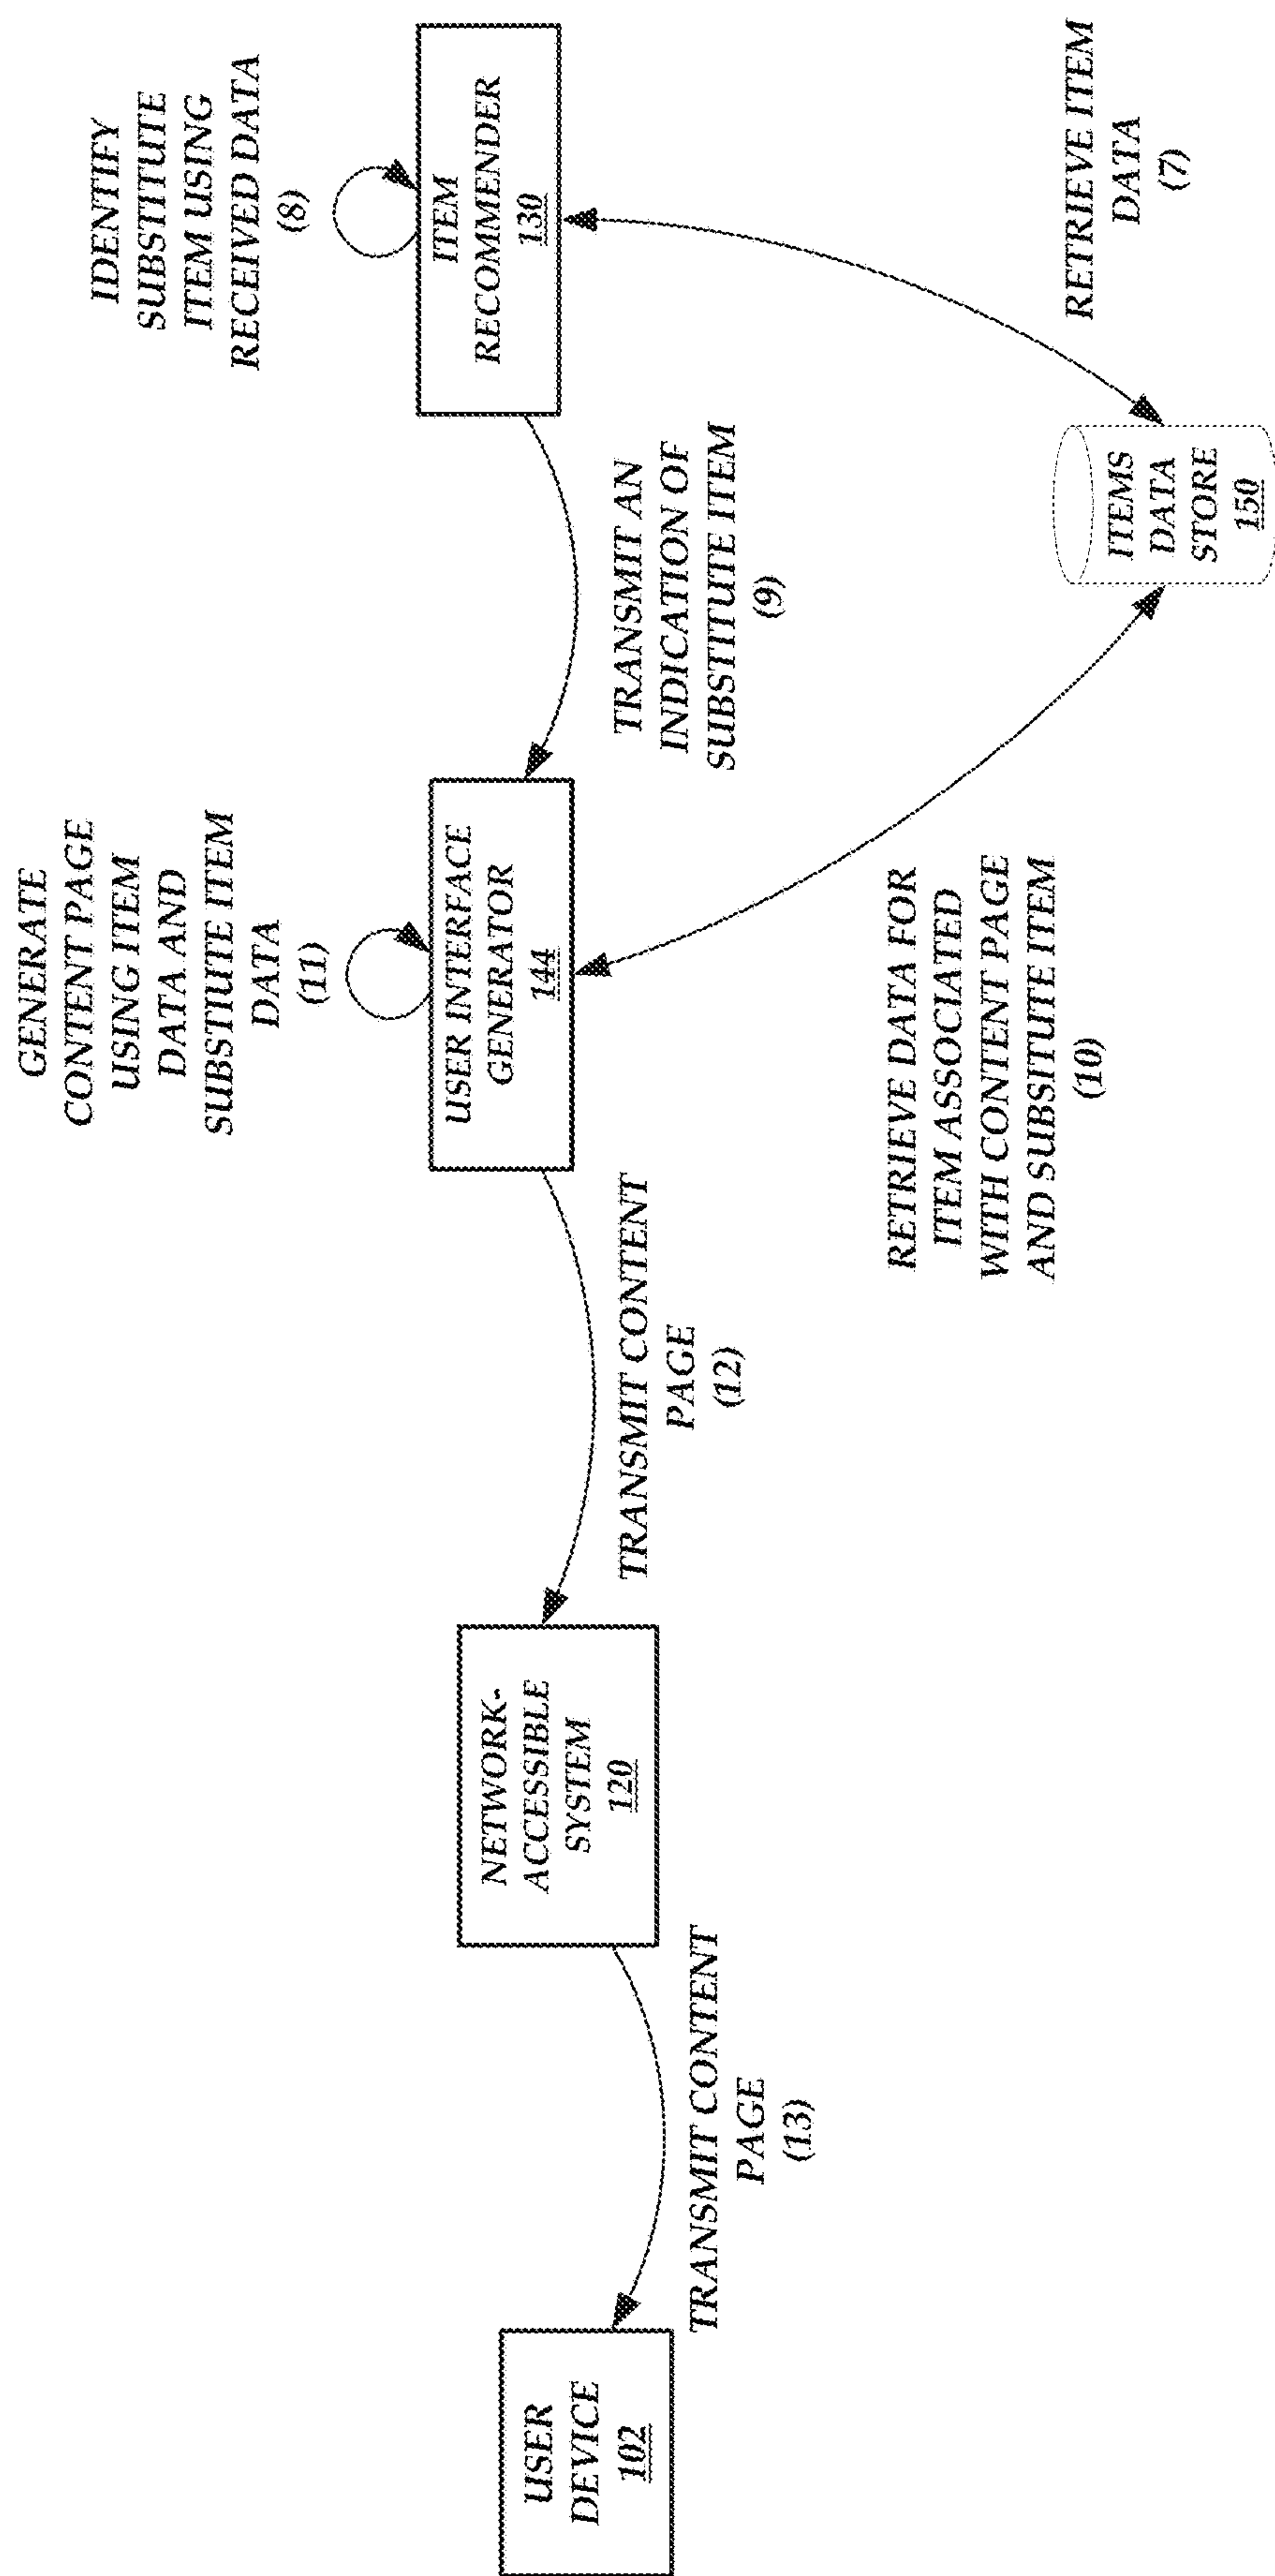 IDENTIFY
SUBSTITUTE
ITEM USING
RECEIVED DATA
(8)
ITEM
RECOMMENDER
130
RETRIEVE ITEM
DATA
(7)
TRANSMIT AN
INDICATION OF
SUBSTITUTE ITEM
(9)
ITEMS
DATA
STORE
150
GENERATE
CONTENT PAGE
USING ITEM
DATA AND
SUBSTITUTE ITEM
DATA
(11)
USER INTERFACE
GENERATOR
144
RETRIEVE DATA FOR
ITEM ASSOCIATED
WITH CONTENT PAGE
AND SUBSITUTE ITEM
(10)
TRANSMIT CONTENT
PAGE
(12)
NETWORK-
ACCESSIBLE
SYSTEM
120
TRANSMIT CONTENT
PAGE
(13)
USER
DEVICE
102